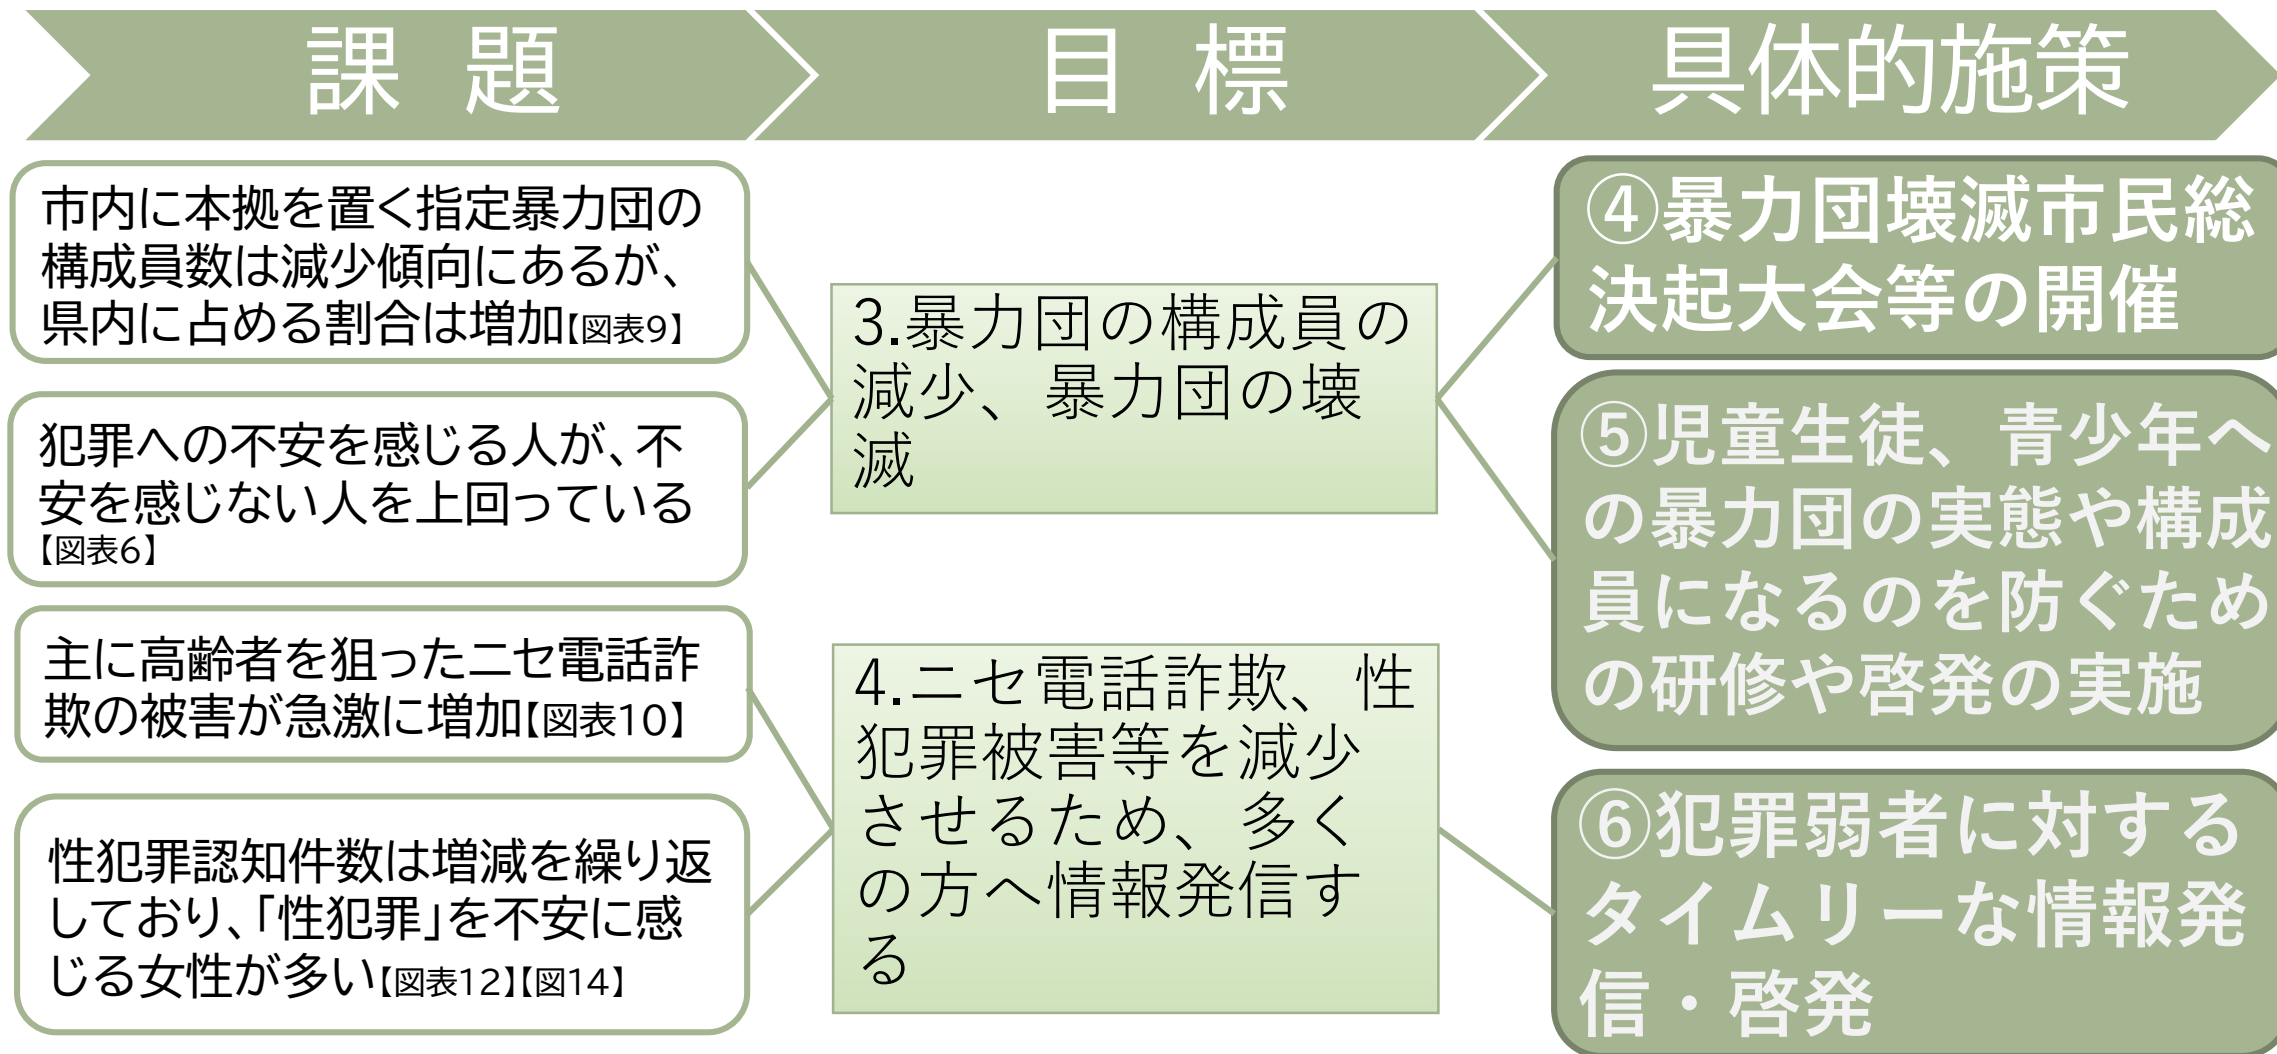 課 題
目 標
具体的施策
市内に本拠を置く指定暴力団の
構成員数は減少傾向にあるが、
県内に占める割合は増加【図表9】
犯罪への不安を感じる人が、不
安を感じない人を上回っている
【図表6】
主に高齢者を狙ったニセ電話詐
欺の被害が急激に増加【図表10】
性犯罪認知件数は増減を繰り返
しており、「性犯罪」を不安に感
じる女性が多い【図表12】【図14】
3.暴力団の構成員の
減少、暴力団の壊
滅
4.ニセ電話詐欺、性
犯罪被害等を減少
させるため、多く
の方へ情報発信す
る
④暴力団壊滅市民総
決起大会等の開催
⑤児童生徒、青少年へ
の暴力団の実態や構成
員になるのを防ぐため
の研修や啓発の実施
⑥犯罪弱者に対する
タイムリーな情報発
信・啓発